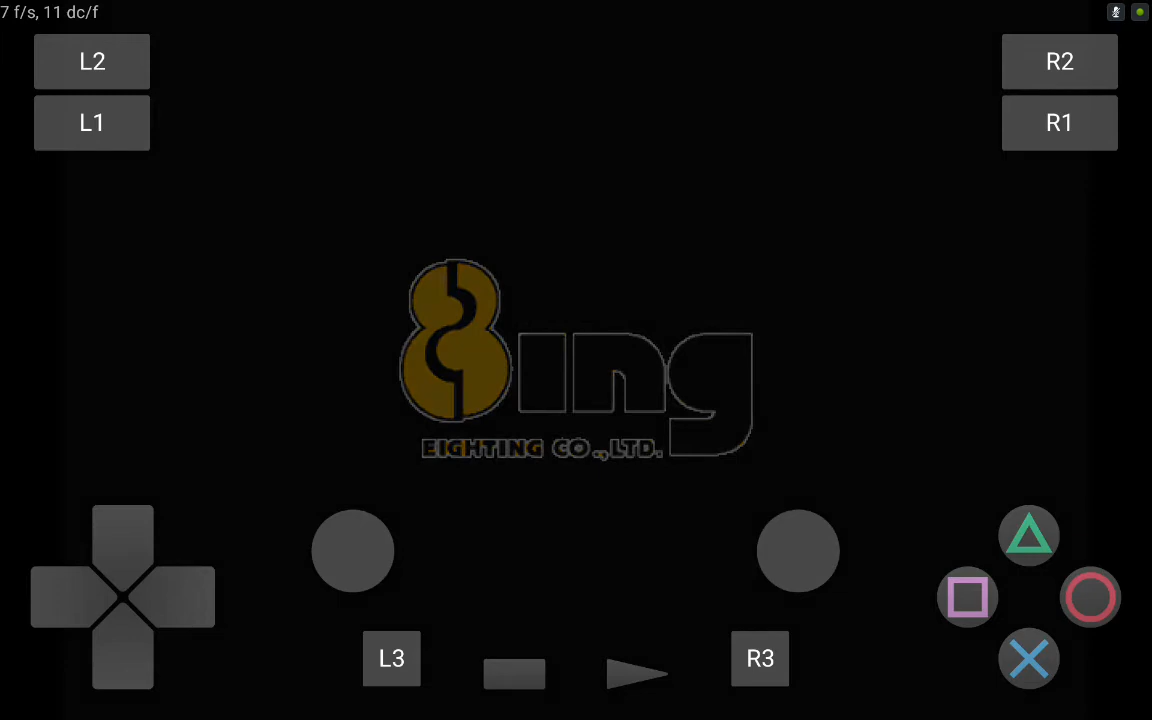 7 f/s, 11 dc/f
L2
R2
L1
R1
8ing
EIGHTING CO.,LTD.
L3
R3